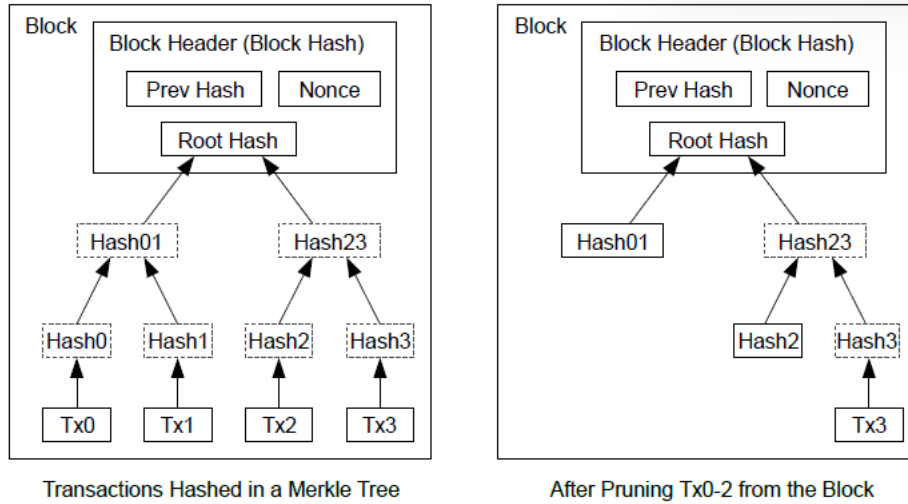 Block
Block Header (Block Hash)
Prev Hash
Nonce
Root Hash
Hash01
Hash23
Hash0
Hash1
Hash2
Hash3
Tx0
Tx1
Tx2
Tx3
Transactions Hashed in a Merkle Tree
Block
Block Header (Block Hash)
Prev Hash
Nonce
Root Hash
Hash01
Hash23
Hash2
Hash3
Tx3
After Pruning Tx0-2 from the Block